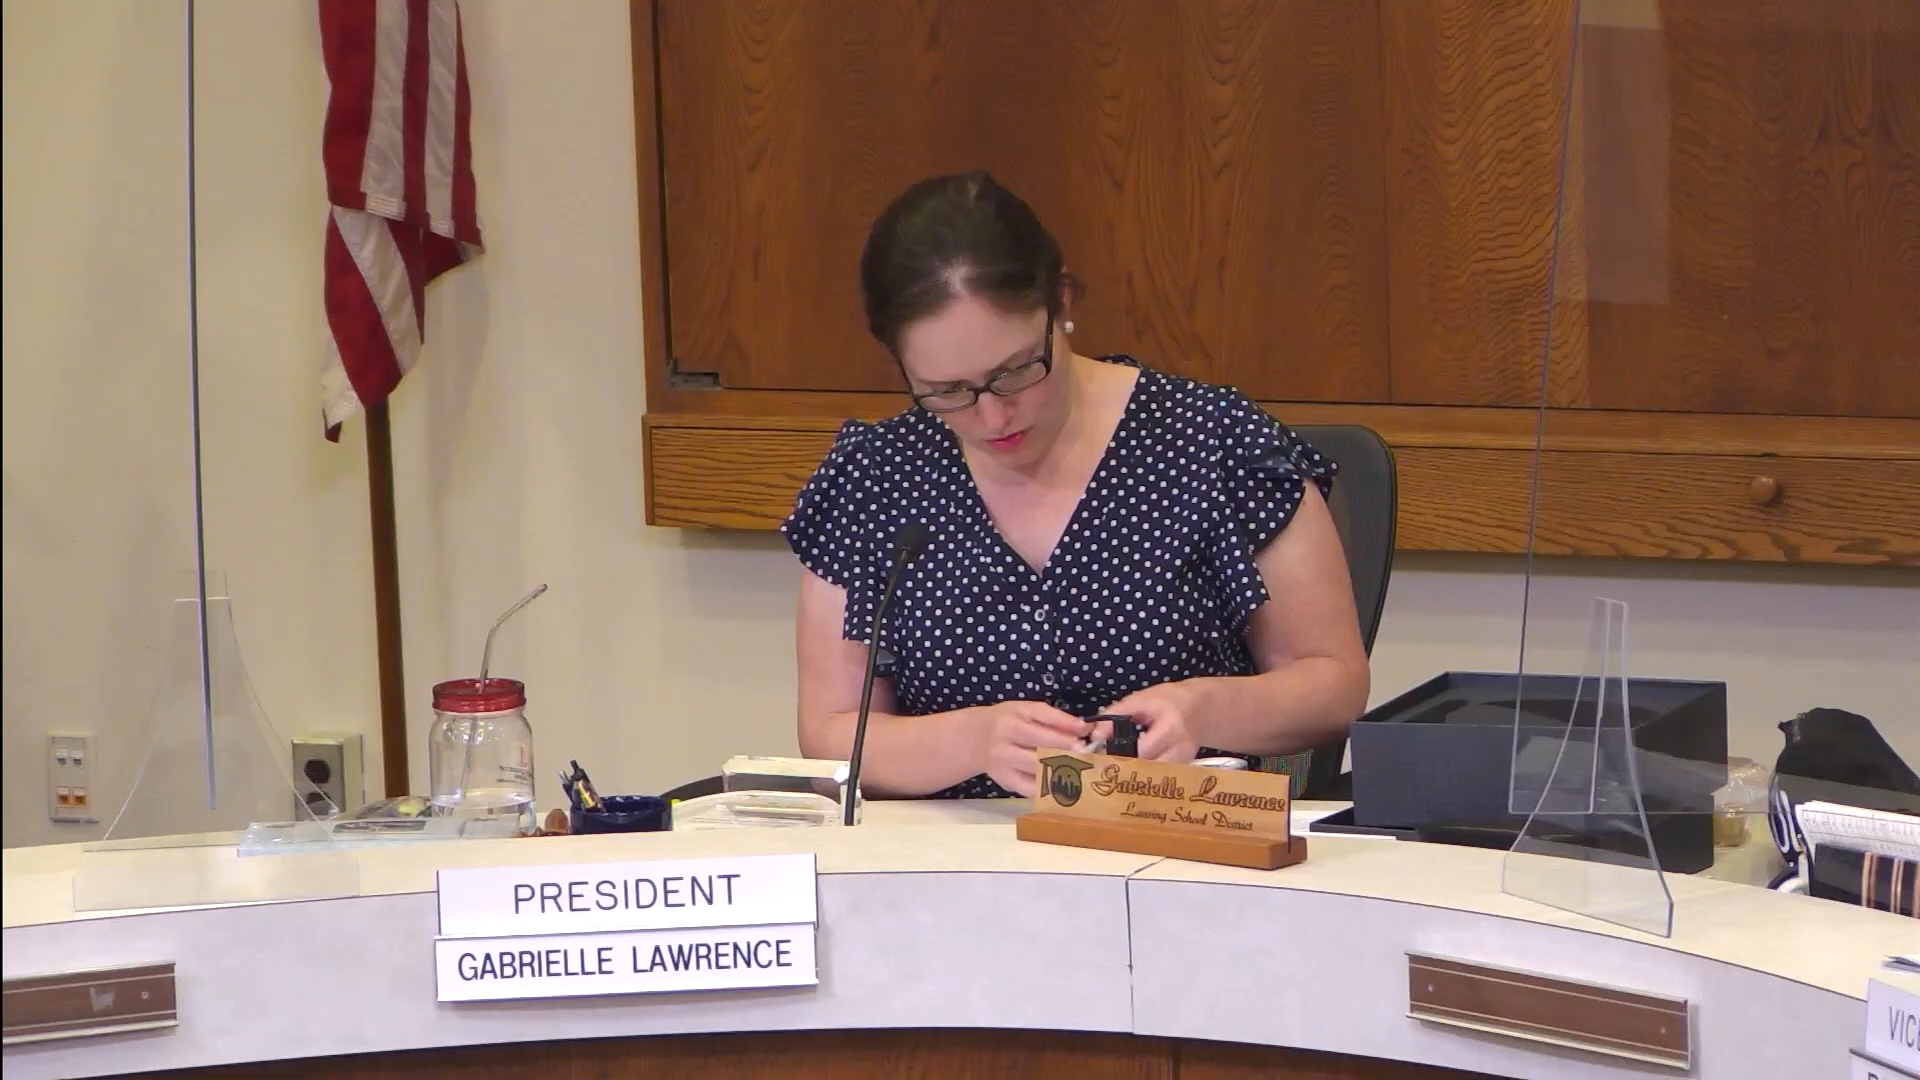 Gabrielle Lawrence
Lansing School District
PRESIDENT
GABRIELLE LAWRENCE